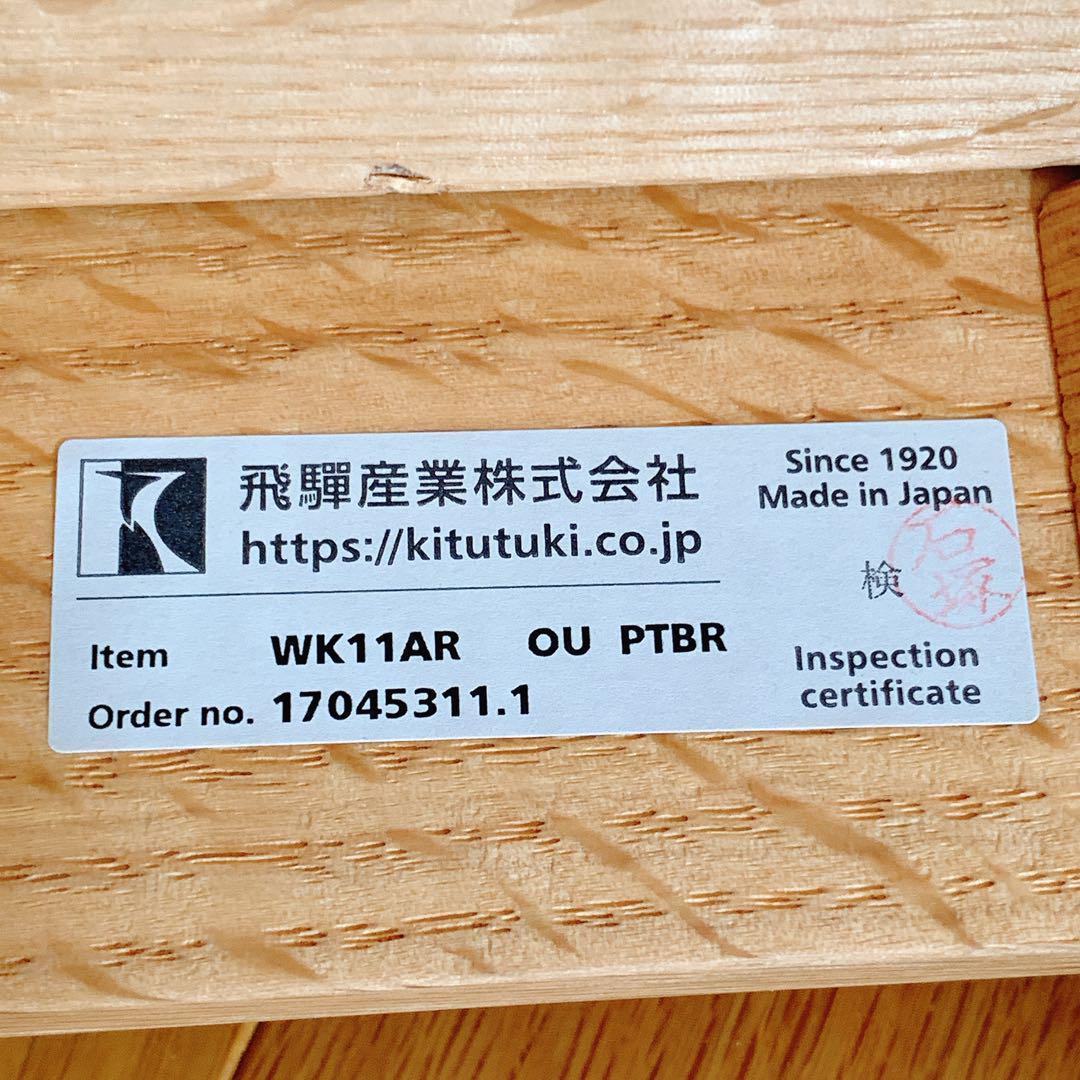 飛驒産業株式会社
https://kitutuki.co.jp
Since 1920
Made in Japan
検
Item WK11AR OU PTBR
Order no. 17045311.1
Inspection
certificate